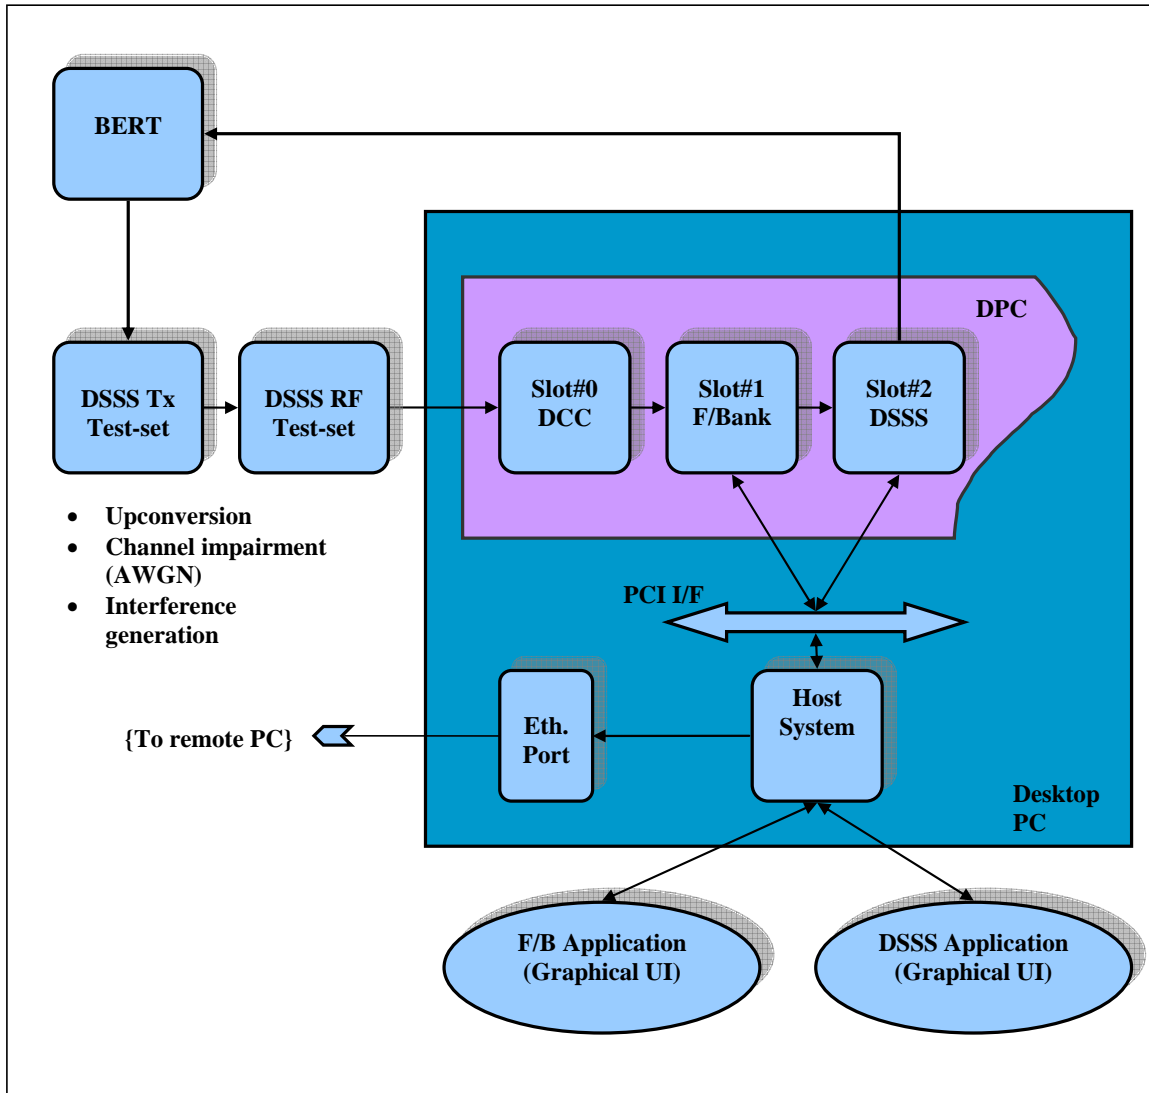 BERT
DPC
DSSS Tx
Test-set
DSSS RF
Test-set
Slot#0
DCC
Slot#1
F/Bank
Slot#2
DSSS
• Upconversion
• Channel impairment
(AWGN)
• Interference
generation
PCI I/F
{To remote PC}
Eth.
Port
Host
System
Desktop
PC
F/B Application
(Graphical UI)
DSSS Application
(Graphical UI)